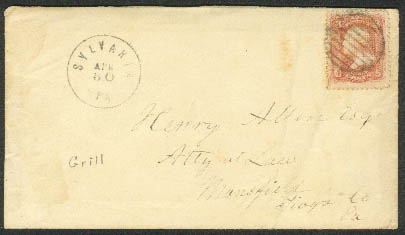 SYLVANIA
APR
30
PA
Henry Allen Esq
Grill
Atty at Law
Mansfield
Tioga Co
Pa